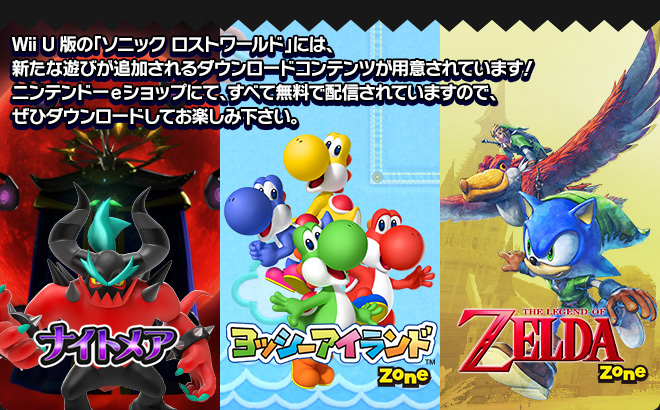 Wii U 版の「ソニック ロストワールド」には、
新たな遊びが追加されるダウンロードコンテンツが用意されています!
ニンテンドーeショップにて、すべて無料で配信されていますので、
ぜひダウンロードしてお楽しみ下さい。
ナイトメア
ヨッシーアイランド™
zone
THE LEGEND OF
ZELDA
zone